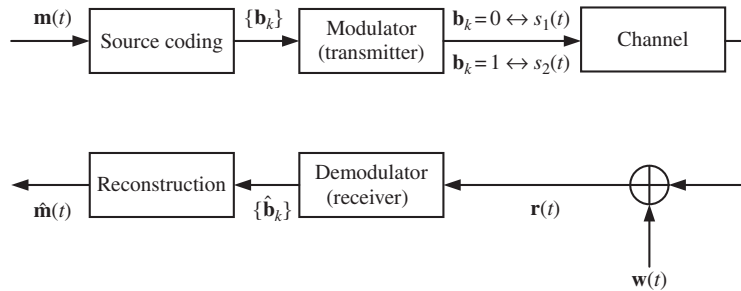 m(t)
Source coding
{b_k}
Modulator
(transmitter)
b_k = 0 ↔ s_1(t)
b_k = 1 ↔ s_2(t)
Channel
m̂(t)
Reconstruction
{b̂_k}
Demodulator
(receiver)
r(t)
w(t)